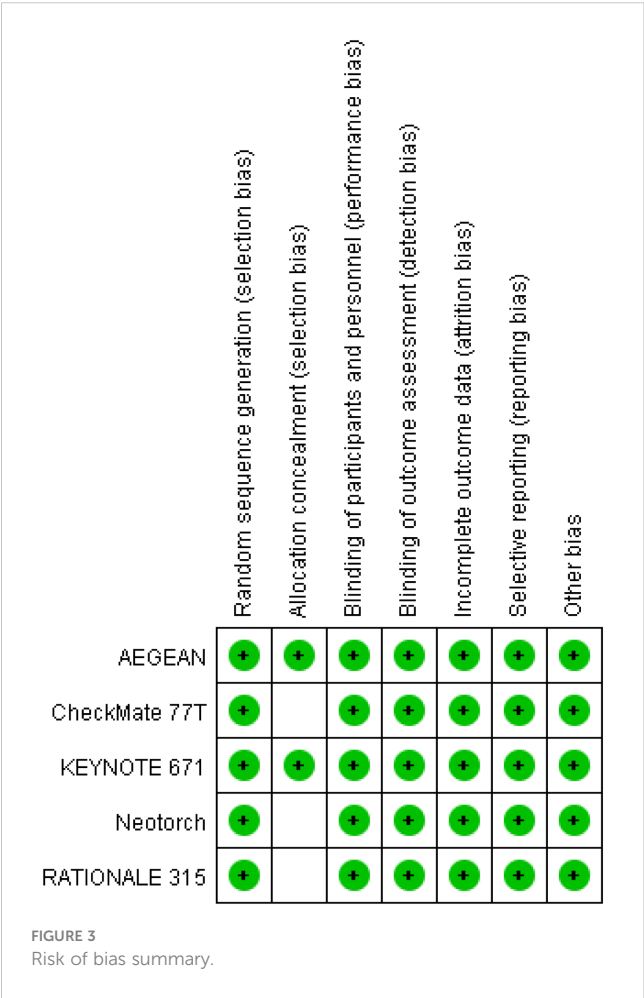 Random sequence generation (selection bias)
Allocation concealment (selection bias)
Blinding of participants and personnel (performance bias)
Blinding of outcome assessment (detection bias)
Incomplete outcome data (attrition bias)
Selective reporting (reporting bias)
Other bias
AEGEAN + + + + + + +
CheckMate 77T + + + + + +
KEYNOTE 671 + + + + + + +
Neotorch + + + + + +
RATIONALE 315 + + + + + +
FIGURE 3
Risk of bias summary.